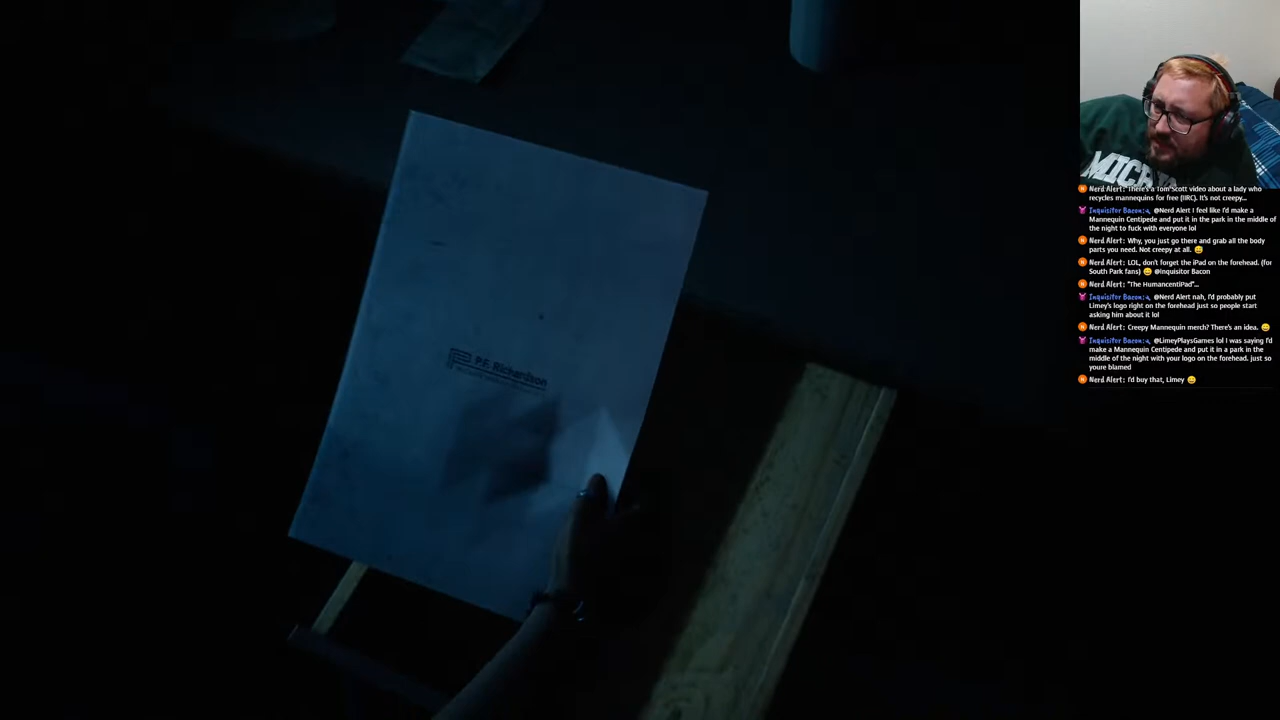 P.F. Richardson
MICH
Nerd Alert: There's a Tom Scott video about a lady who
recycles mannequins for free (IIRC). It's not creepy...
Inquisitor Bacon: @Nerd Alert I feel like I'd make a
Mannequin Centipede and put it in the park in the middle of
the night to fuck with everyone lol
Nerd Alert: Why, you just go there and grab all the body
parts you need. Not creepy at all. 😅
Nerd Alert: LOL, don't forget the iPad on the forehead. (for
South Park fans) 😄 @Inquisitor Bacon
Nerd Alert: "The HumancentiPad"...
Inquisitor Bacon: @Nerd Alert nah, I'd probably put
Limey's logo right on the forehead just so people start
asking him about it lol
Nerd Alert: Creepy Mannequin merch? There's an idea. 😄
Inquisitor Bacon: @LimeyPlaysGames lol I was saying I'd
make a Mannequin Centipede and put it in a park in the
middle of the night with your logo on the forehead. just so
youre blamed
Nerd Alert: I'd buy that, Limey 😄